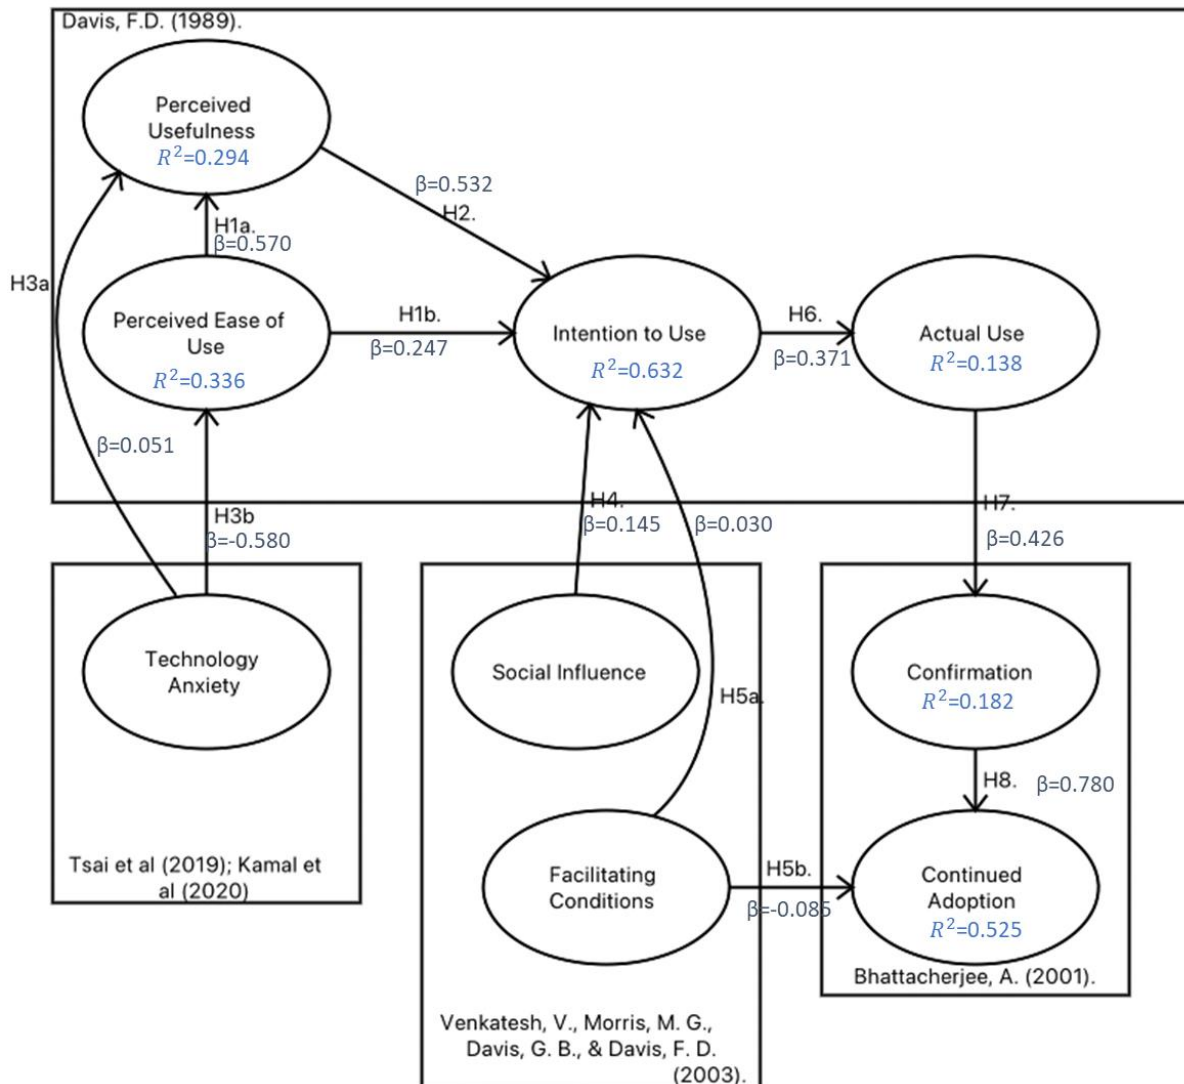 Davis, F.D. (1989).
Perceived
Usefulness
R²=0.294
β=0.532
H2.
H1a.
β=0.570
H3a
Perceived Ease of
Use
R²=0.336
H1b.
β=0.247
Intention to Use
R²=0.632
H6.
β=0.371
Actual Use
R²=0.138
β=0.051
H3b
β=-0.580
H4.
β=0.145
β=0.030
H7.
β=0.426
Technology
Anxiety
Social Influence
H5a.
Confirmation
R²=0.182
H8.
β=0.780
Tsai et al (2019); Kamal et
al (2020)
Facilitating
Conditions
H5b.
β=-0.085
Continued
Adoption
R²=0.525
Bhattacherjee, A. (2001).
Venkatesh, V., Morris, M. G.,
Davis, G. B., & Davis, F. D.
(2003).